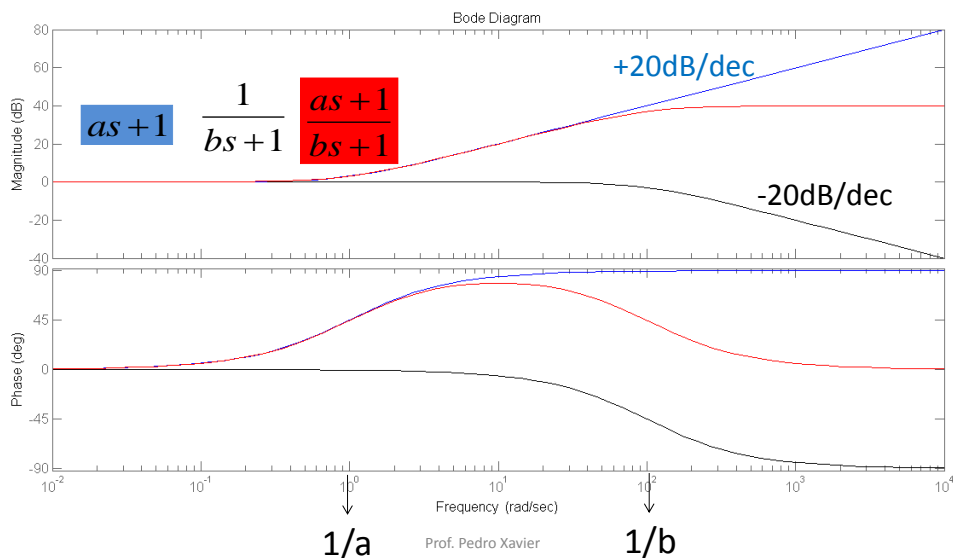 Bode Diagram
Magnitude (dB)
80
60
40
20
0
-20
-40
as + 1
1
bs + 1
as + 1
bs + 1
+20dB/dec
-20dB/dec
Phase (deg)
90
45
0
-45
-90
10^-2 10^-1 10^0 10^1 10^2 10^3 10^4
Frequency (rad/sec)
1/a
Prof. Pedro Xavier
1/b